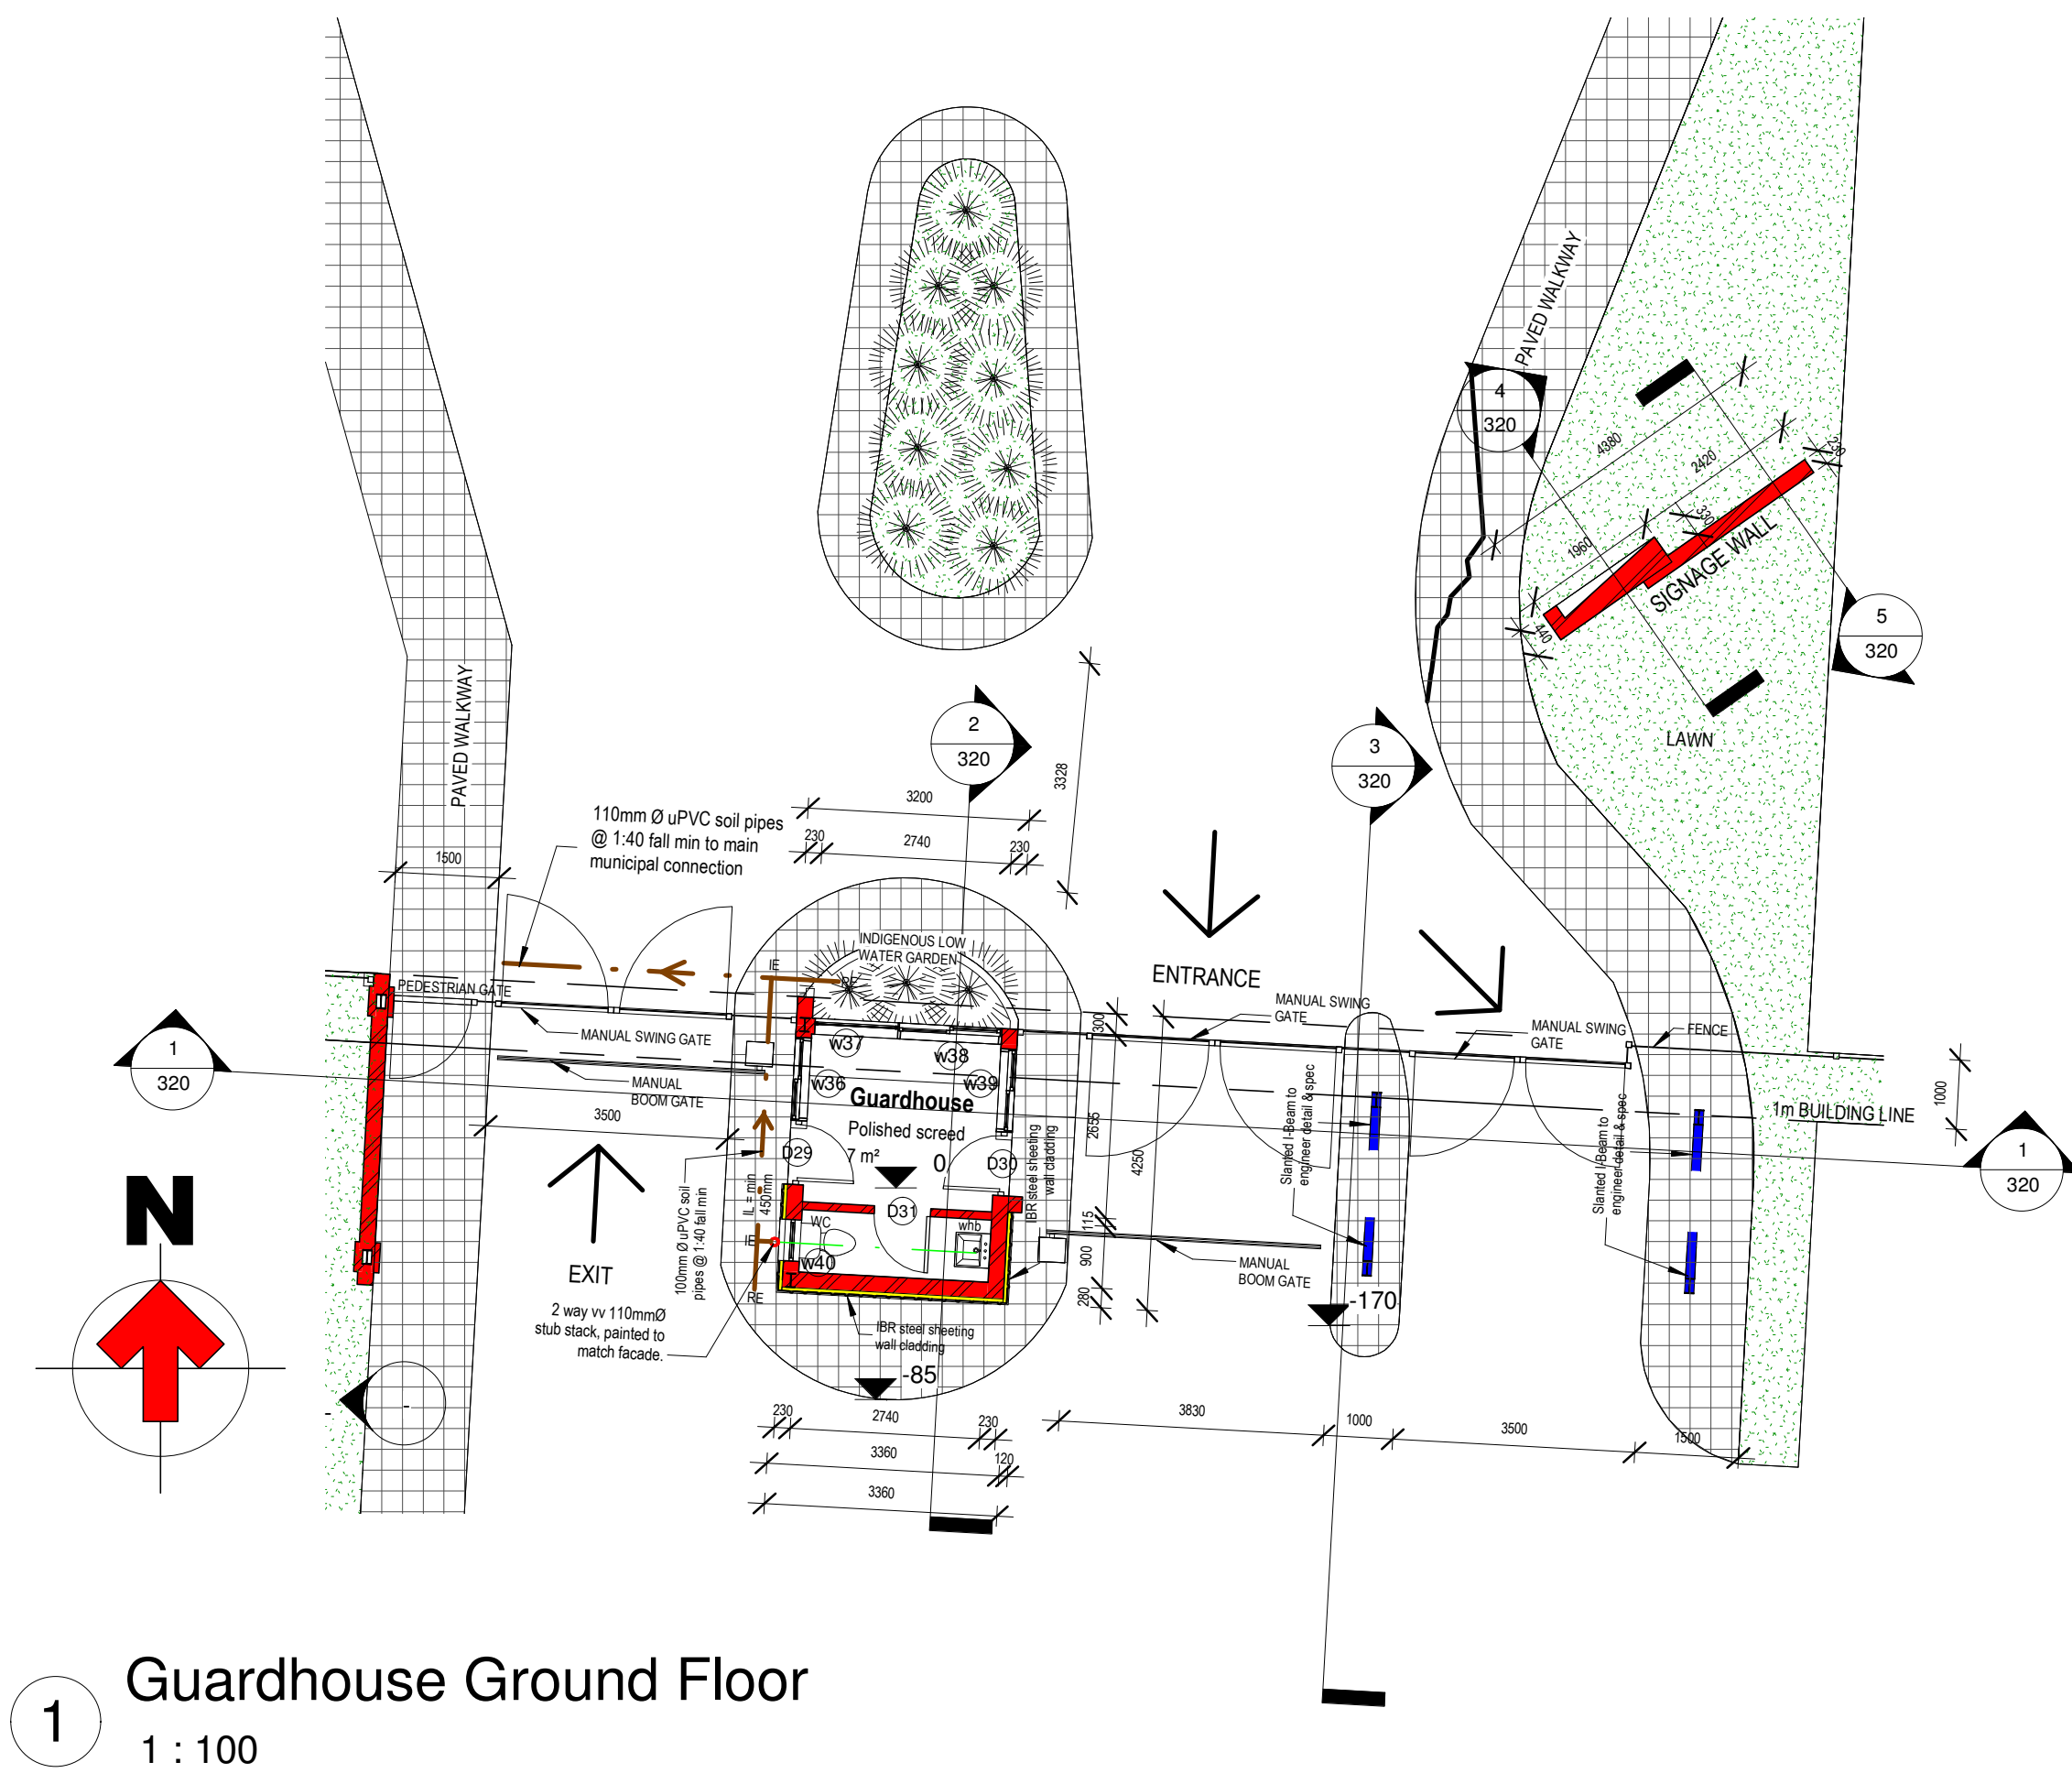 PAVED WALKWAY
4
320
4380
2420
230
330
1960
SIGNAGE WALL
440
5
320
LAWN
PAVED WALKWAY
2
320
3
320
3328
3200
230
2740
230
110mm Ø uPVC soil pipes
@ 1:40 fall min to main
municipal connection
1500
INDIGENOUS LOW
WATER GARDEN
IE
RE
ENTRANCE
PEDESTRIAN GATE
MANUAL SWING GATE
MANUAL
BOOM GATE
3500
MANUAL SWING
GATE
MANUAL SWING
GATE
FENCE
300
1000
1m BUILDING LINE
1
320
1
320
w37
w38
w36
w39
Guardhouse
Polished screed
7 m²
0
D29
D30
D31
WC
whb
w40
2655
4250
115
900
280
IBR steel sheeting
wall cladding
Slanted I-Beam to
engineer detail & spec
Slanted I-Beam to
engineer detail & spec
100mm Ø uPVC soil
pipes @ 1:40 fall min
IL = min
450mm
IE
RE
EXIT
2 way vv 110mmØ
stub stack, painted to
match facade.
MANUAL
BOOM GATE
-170
IBR steel sheeting
wall cladding
-85
230
2740
230
3360
120
3360
3830
1000
3500
1500
N
-
-
1
Guardhouse Ground Floor
1 : 100